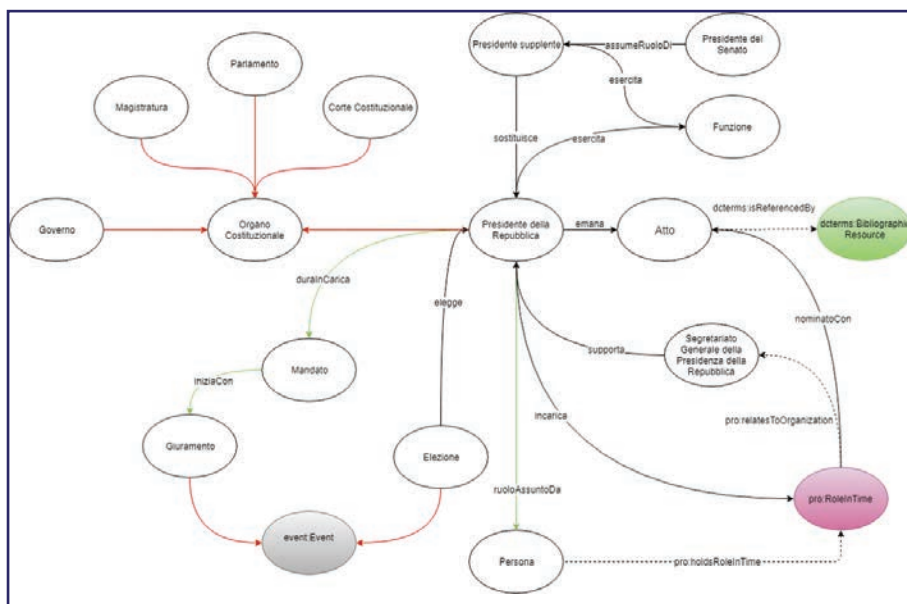 Presidente supplente
assumeRuoloDi
Presidente del
Senato
Parlamento
esercita
Magistratura
Corte Costituzionale
Funzione
sostituisce
esercita
dcterms:isReferencedBy
Governo
Organo
Costituzionale
Presidente della
Repubblica
emana
Atto
dcterms:Bibliographic
Resource
duraInCarica
elegge
nominatoCon
supporta
Segretariato
Generale della
Presidenza della
Repubblica
Mandato
iniziaCon
incarica
pro:relatesToOrganization
Giuramento
Elezione
ruoloAssuntoDa
pro:RoleInTime
event:Event
Persona
pro:holdsRoleInTime